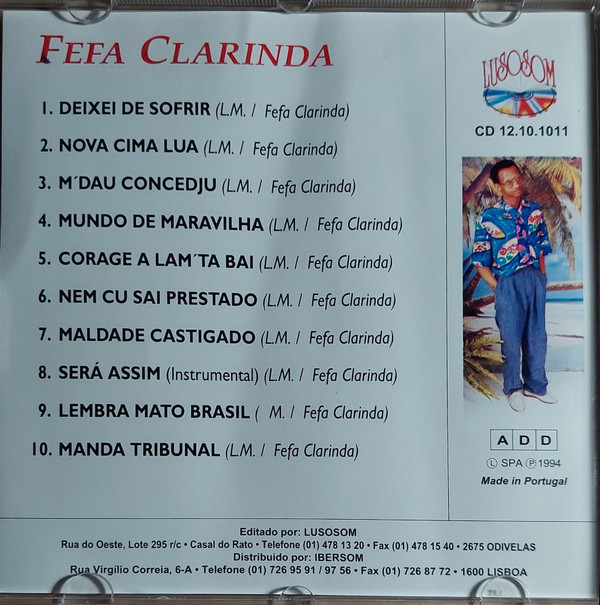 FEFA CLARINDA
1. DEIXEI DE SOFRIR (L.M. / Fefa Clarinda)
2. NOVA CIMA LUA (L.M. / Fefa Clarinda)
3. M´DAU CONCEDJU (L.M. / Fefa Clarinda)
4. MUNDO DE MARAVILHA (L.M. / Fefa Clarinda)
5. CORAGE A LAM´TA BAI (L.M. / Fefa Clarinda)
6. NEM CU SAI PRESTADO (L.M. / Fefa Clarinda)
7. MALDADE CASTIGADO (L.M. / Fefa Clarinda)
8. SERÁ ASSIM (Instrumental) (L.M. / Fefa Clarinda)
9. LEMBRA MATO BRASIL ( M. / Fefa Clarinda)
10. MANDA TRIBUNAL (L.M. / Fefa Clarinda)
LUSOSOM
CD 12.10.1011
A D D
Ⓛ SPA Ⓟ 1994
Made in Portugal
Editado por: LUSOSOM
Rua do Oeste, Lote 295 r/c • Casal do Rato • Telefone (01) 478 13 20 • Fax (01) 478 15 40 • 2675 ODIVELAS
Distribuido por: IBERSOM
Rua Virgílio Correia, 6-A • Telefone (01) 726 95 91 / 97 56 • Fax (01) 726 87 72 • 1600 LISBOA